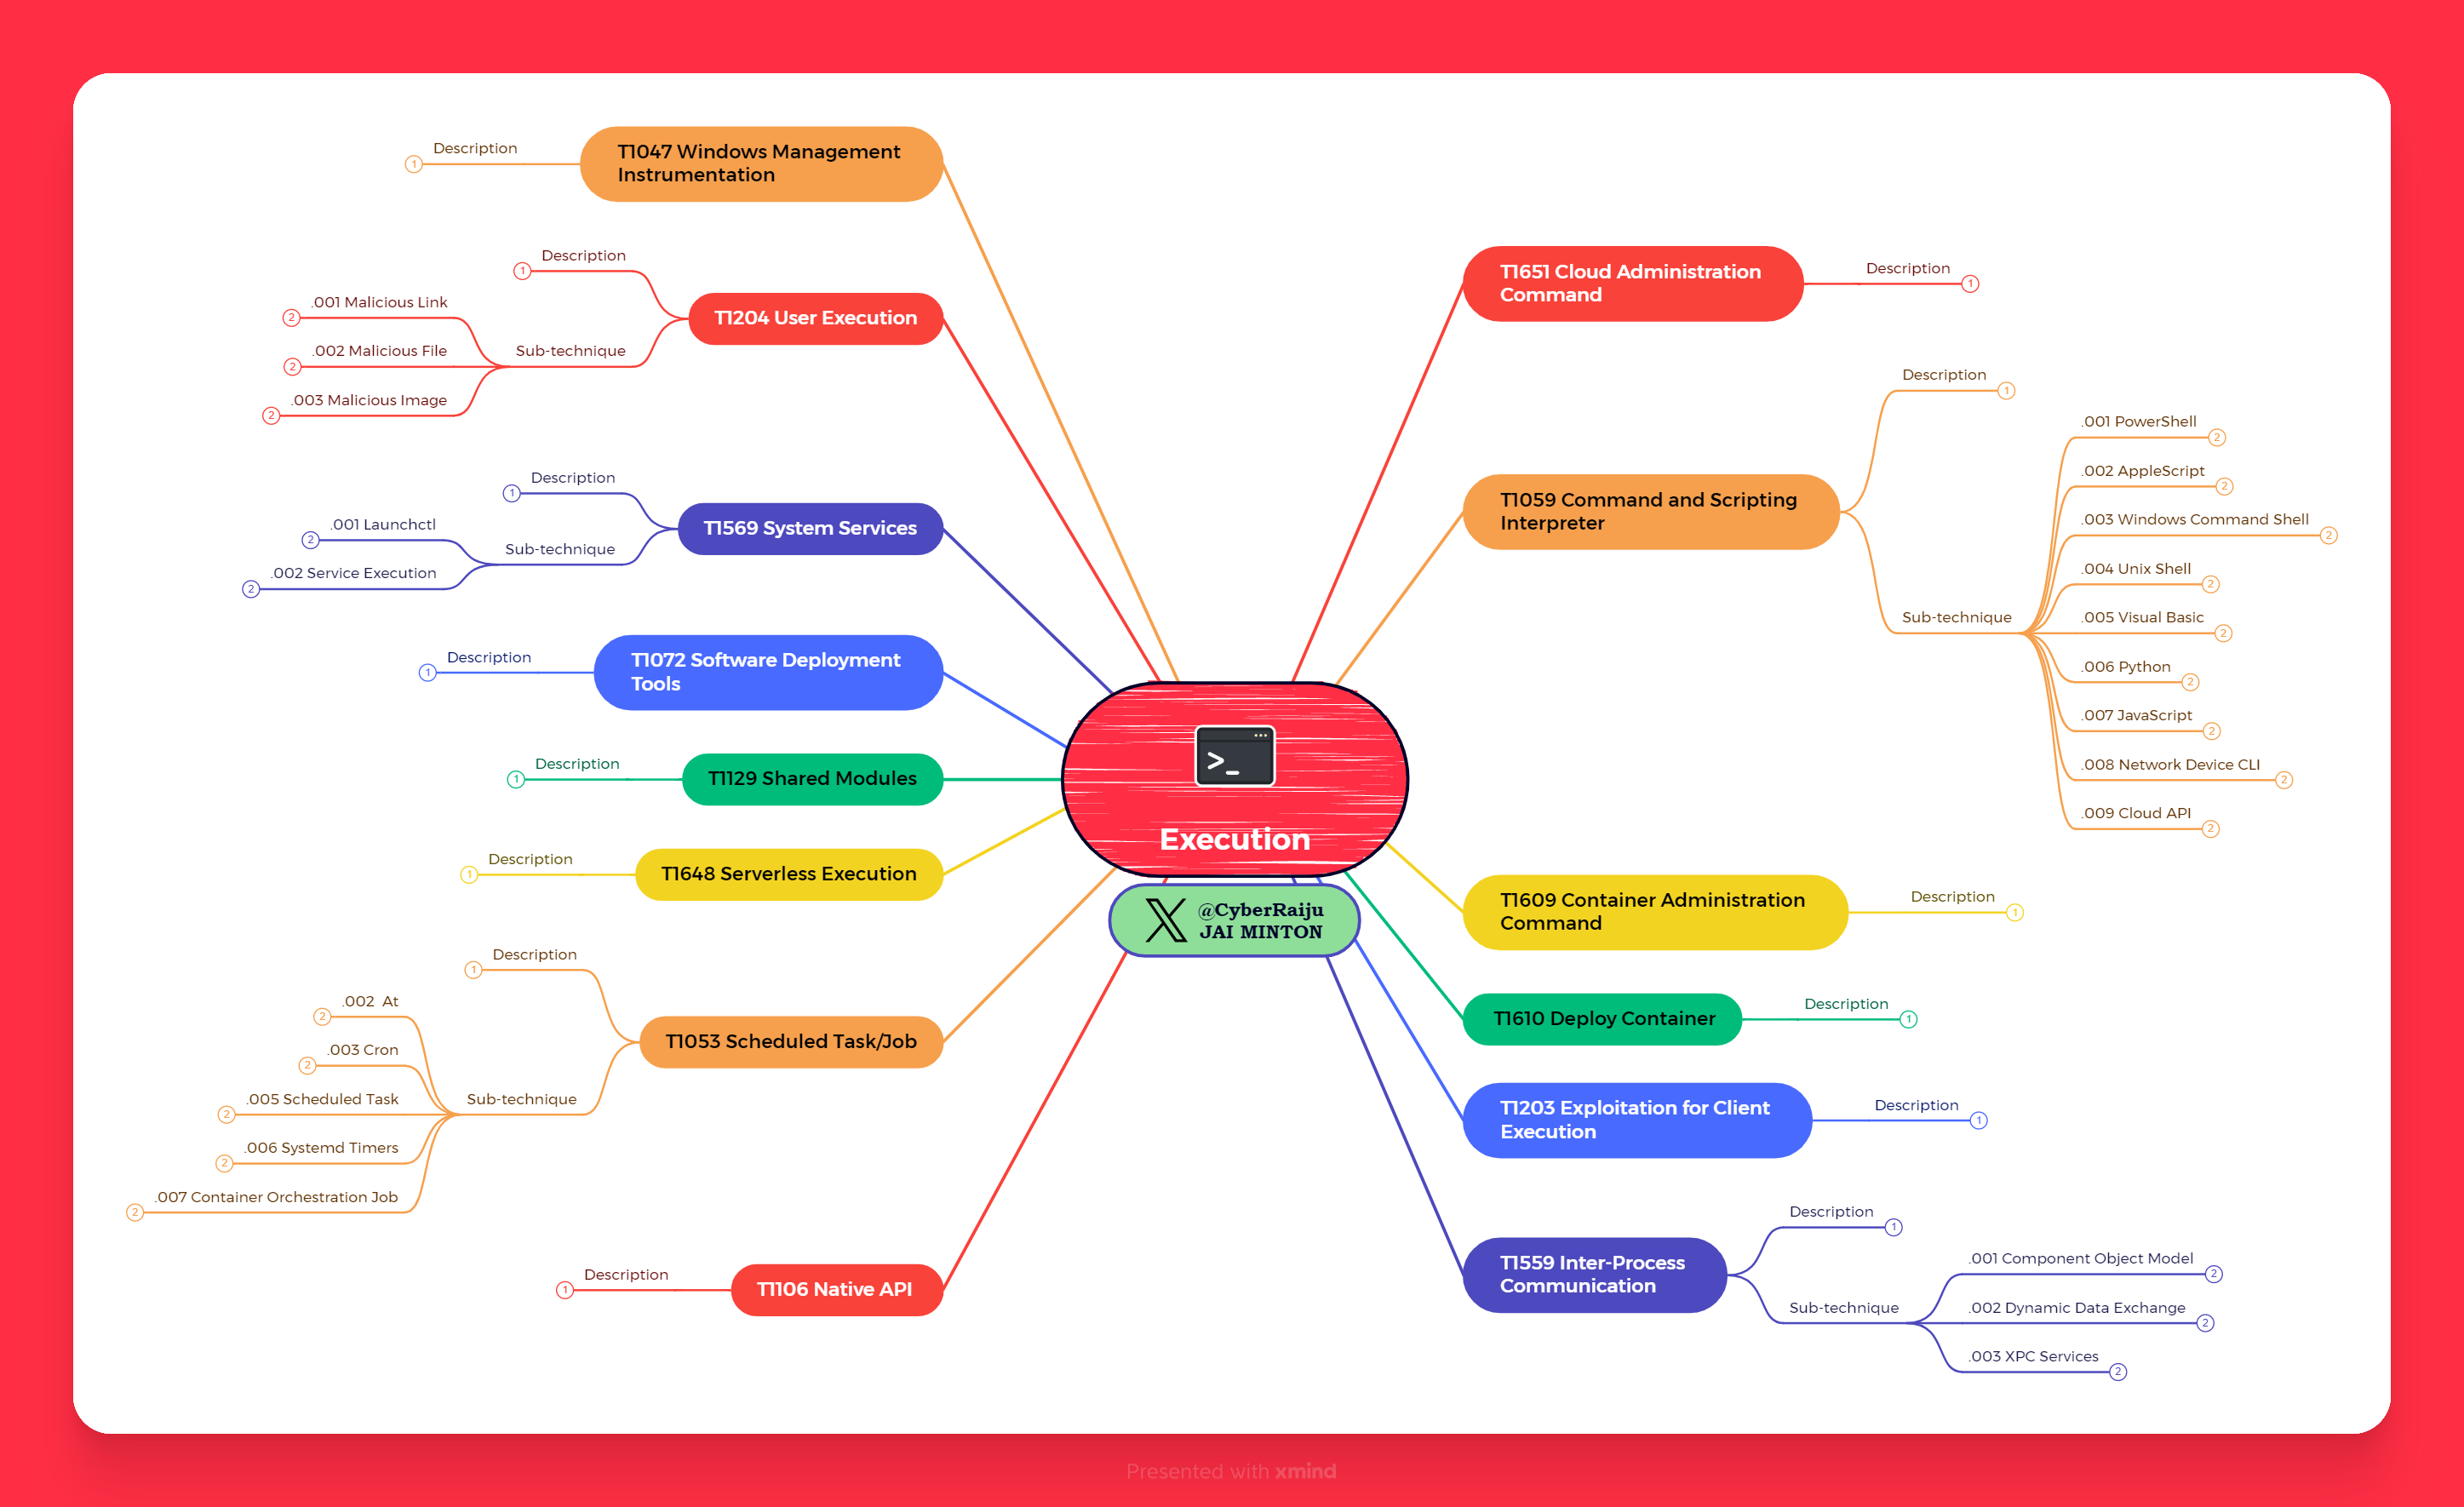 T1047 Windows Management
Instrumentation
Description
1
T1204 User Execution
Description
1
Sub-technique
.001 Malicious Link
2
.002 Malicious File
2
.003 Malicious Image
2
T1569 System Services
Description
1
Sub-technique
.001 Launchctl
2
.002 Service Execution
2
T1072 Software Deployment
Tools
Description
1
T1129 Shared Modules
Description
1
T1648 Serverless Execution
Description
1
T1053 Scheduled Task/Job
Description
1
Sub-technique
.002 At
2
.003 Cron
2
.005 Scheduled Task
2
.006 Systemd Timers
2
.007 Container Orchestration Job
2
T1106 Native API
Description
1
>_
Execution
@CyberRaiju
JAI MINTON
T1651 Cloud Administration
Command
Description
1
T1059 Command and Scripting
Interpreter
Description
1
Sub-technique
.001 PowerShell
2
.002 AppleScript
2
.003 Windows Command Shell
2
.004 Unix Shell
2
.005 Visual Basic
2
.006 Python
2
.007 JavaScript
2
.008 Network Device CLI
2
.009 Cloud API
2
T1609 Container Administration
Command
Description
1
T1610 Deploy Container
Description
1
T1203 Exploitation for Client
Execution
Description
1
T1559 Inter-Process
Communication
Description
1
Sub-technique
.001 Component Object Model
2
.002 Dynamic Data Exchange
2
.003 XPC Services
2
Presented with xmind